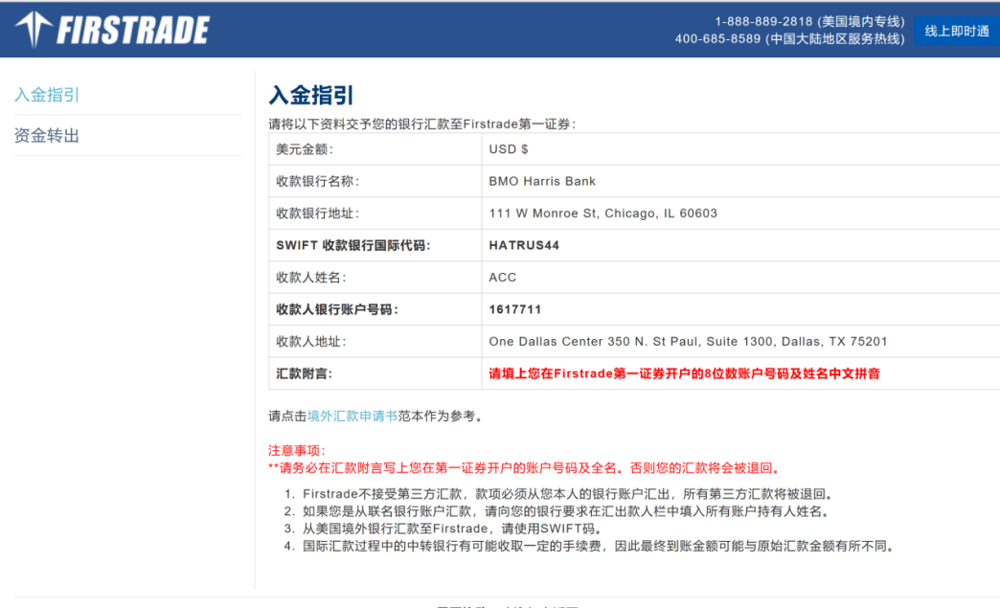 FIRSTRADE
1-888-889-2818 (美国境内专线)
400-685-8589 (中国大陆地区服务热线)
线上即时通
入金指引
资金转出
入金指引
请将以下资料交予您的银行汇款至Firstrade第一证券：
美元金额： USD $
收款银行名称： BMO Harris Bank
收款银行地址： 111 W Monroe St, Chicago, IL 60603
SWIFT 收款银行国际代码： HATRUS44
收款人姓名： ACC
收款人银行账户号码： 1617711
收款人地址： One Dallas Center 350 N. St Paul, Suite 1300, Dallas, TX 75201
汇款附言： 请填上您在Firstrade第一证券开户的8位数账户号码及姓名中文拼音
请点击境外汇款申请书范本作为参考。
注意事项：
**请务必在汇款附言写上您在第一证券开户的账户号码及全名。否则您的汇款将会被退回。
1. Firstrade不接受第三方汇款，款项必须从您本人的银行账户汇出，所有第三方汇款将被退回。
2. 如果您是从联名银行账户汇款，请向您的银行要求在汇出款人栏中填入所有账户持有人姓名。
3. 从美国境外银行汇款至Firstrade，请使用SWIFT码。
4. 国际汇款过程中的中转银行有可能收取一定的手续费，因此最终到账金额可能与原始汇款金额有所不同。